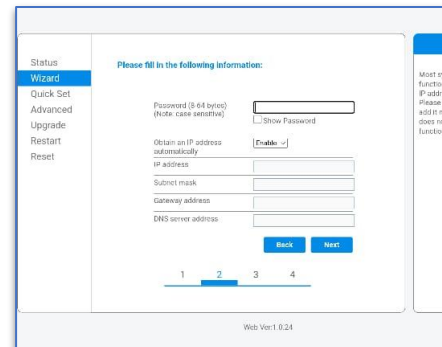 Status
Wizard
Quick Set
Advanced
Upgrade
Restart
Reset
Please fill in the following information:
Password (8-64 bytes)
(Note: case sensitive)
Show Password
Obtain an IP address
automatically
Enable
IP address
Subnet mask
Gateway address
DNS server address
Back Next
1 2 3 4
Most
functio
IP addr
Please
add it
does
functio
Web Ver:1.0.24